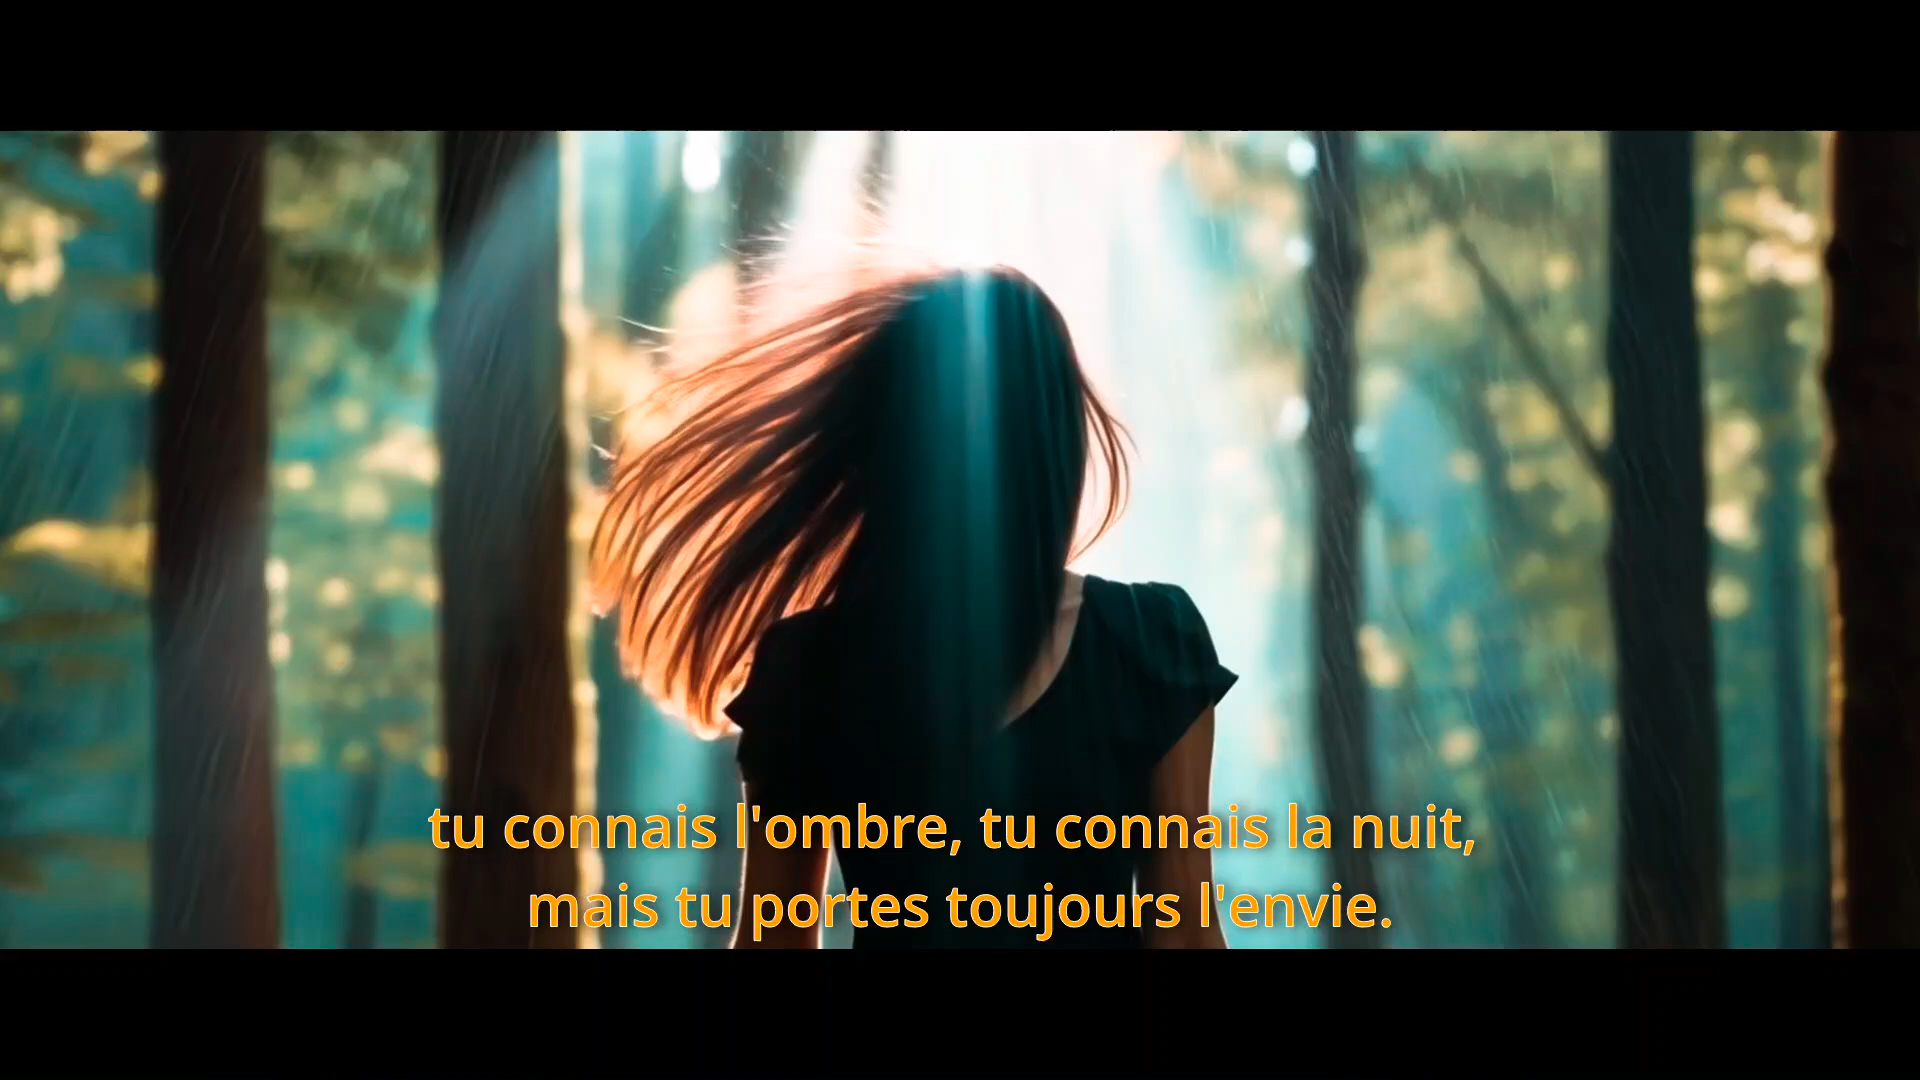 tu connais l'ombre, tu connais la nuit,
mais tu portes toujours l'envie.